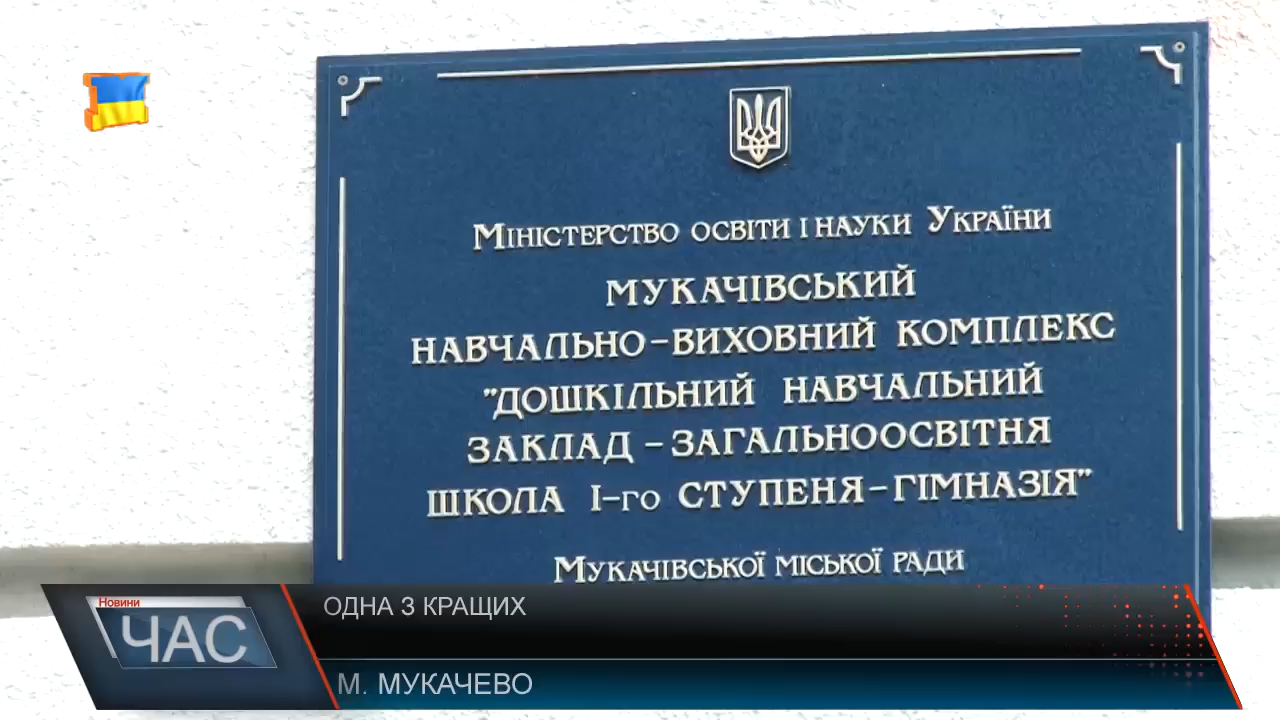 Міністерство освіти і науки України
МУКАЧІВСЬКИЙ
НАВЧАЛЬНО-ВИХОВНИЙ КОМПЛЕКС
"ДОШКІЛЬНИЙ НАВЧАЛЬНИЙ
ЗАКЛАД - ЗАГАЛЬНООСВІТНЯ
ШКОЛА І-го СТУПЕНЯ-ГІМНАЗІЯ"
Мукачівської міської ради
Новини
ЧАС
ОДНА З КРАЩИХ
М. МУКАЧЕВО